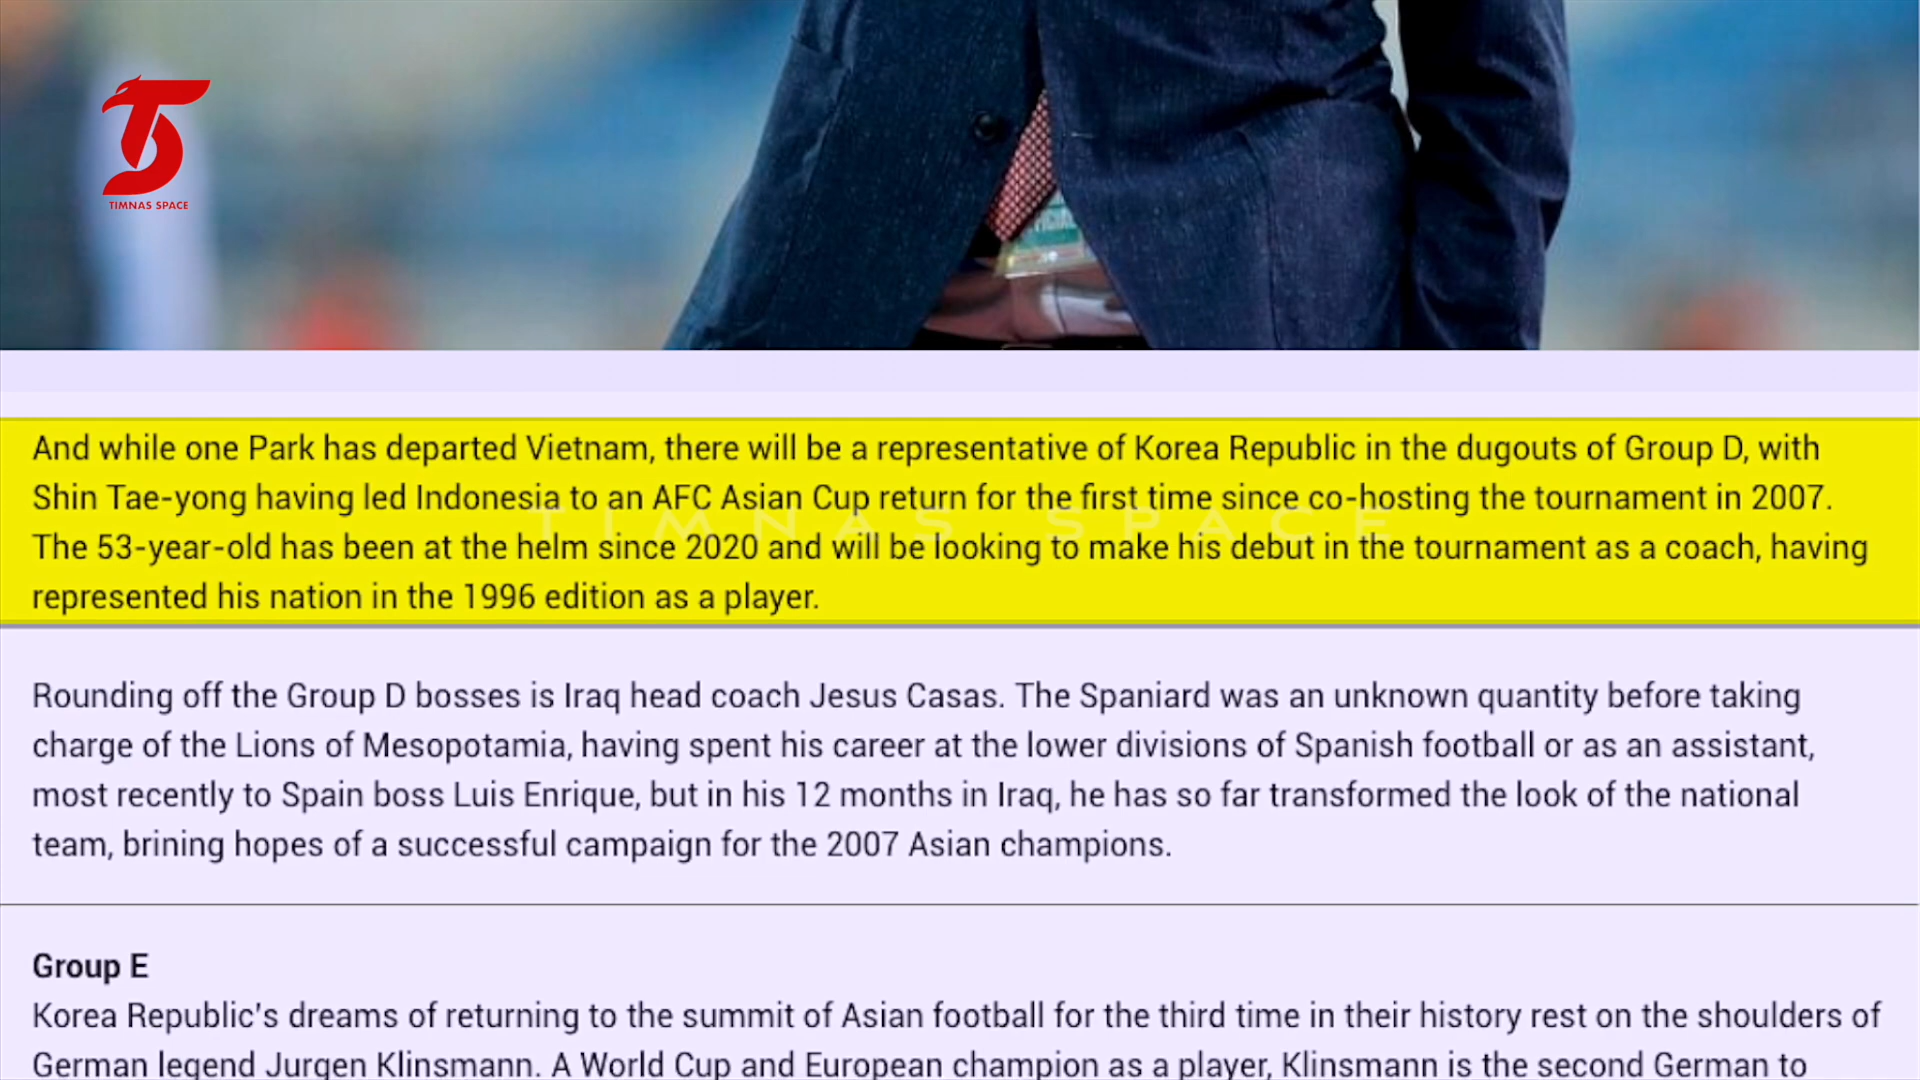 TIMNAS SPACE
And while one Park has departed Vietnam, there will be a representative of Korea Republic in the dugouts of Group D, with
Shin Tae-yong having led Indonesia to an AFC Asian Cup return for the first time since co-hosting the tournament in 2007.
TIMNAS SPACE
The 53-year-old has been at the helm since 2020 and will be looking to make his debut in the tournament as a coach, having
represented his nation in the 1996 edition as a player.
Rounding off the Group D bosses is Iraq head coach Jesus Casas. The Spaniard was an unknown quantity before taking
charge of the Lions of Mesopotamia, having spent his career at the lower divisions of Spanish football or as an assistant,
most recently to Spain boss Luis Enrique, but in his 12 months in Iraq, he has so far transformed the look of the national
team, brining hopes of a successful campaign for the 2007 Asian champions.
Group E
Korea Republic's dreams of returning to the summit of Asian football for the third time in their history rest on the shoulders of
German legend Jurgen Klinsmann. A World Cup and European champion as a player, Klinsmann is the second German to